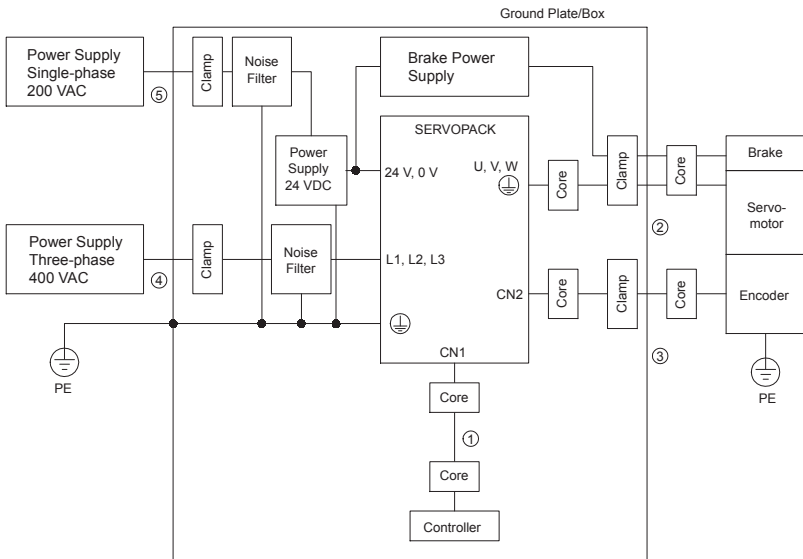 Ground Plate/Box
Power Supply
Single-phase
200 VAC
⑤
Clamp
Noise
Filter
Brake Power
Supply
SERVOPACK
Power
Supply
24 VDC
24 V, 0 V
U, V, W
Core
Clamp
Core
Brake
②
Servo-
motor
Power Supply
Three-phase
400 VAC
④
Clamp
Noise
Filter
L1, L2, L3
CN2
Core
Clamp
Core
Encoder
③
PE
CN1
PE
Core
①
Core
Controller